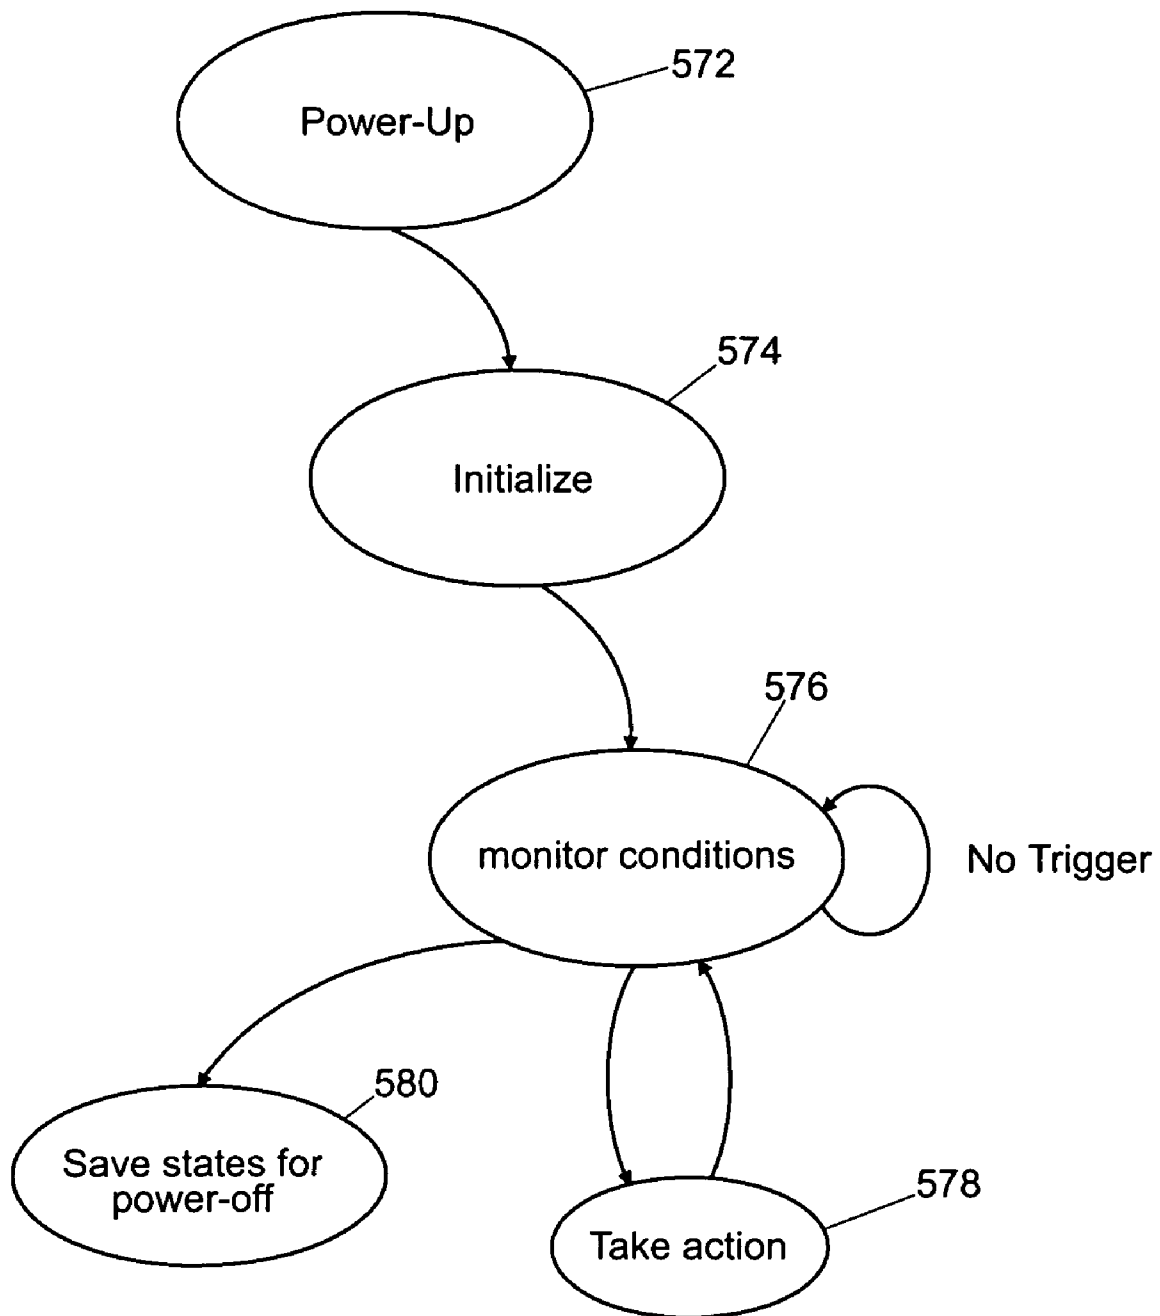 572
Power-Up
574
Initialize
576
monitor conditions
No Trigger
580
Save states for
power-off
578
Take action